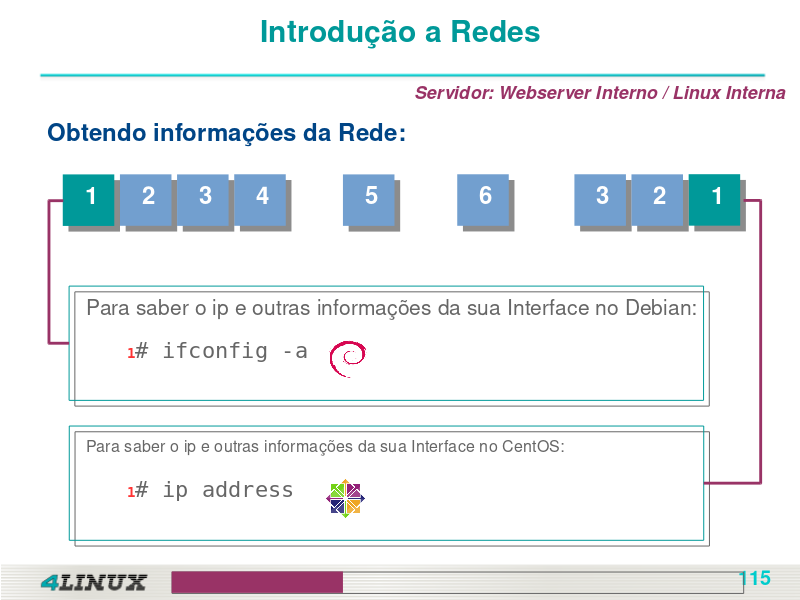 Introdução a Redes
Servidor: Webserver Interno / Linux Interna
Obtendo informações da Rede:
1 2 3 4 5 6 3 2 1
Para saber o ip e outras informações da sua Interface no Debian:
1# ifconfig -a
Para saber o ip e outras informações da sua Interface no CentOS:
1# ip address
4LINUX
115